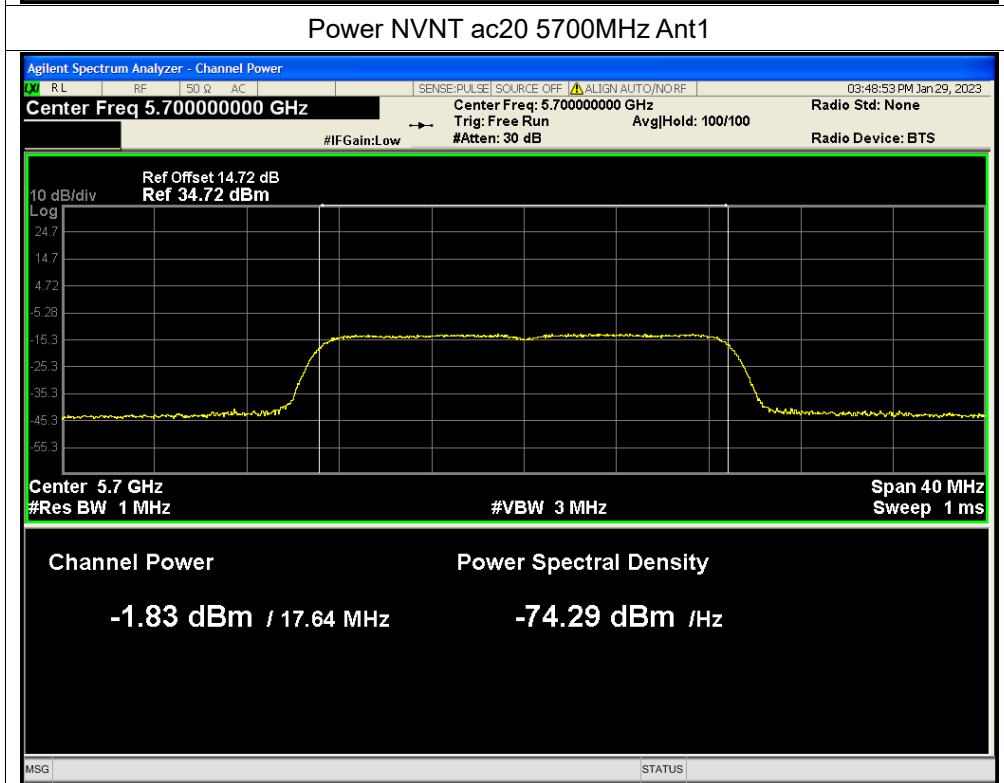 Power NVNT ac20 5700MHz Ant1
Agilent Spectrum Analyzer - Channel Power
LXI RL RF 50 Ω AC SENSE:PULSE SOURCE OFF ALIGN AUTO/NO RF 03:48:53 PM Jan 29, 2023
Center Freq 5.700000000 GHz Center Freq: 5.700000000 GHz Radio Std: None
Trig: Free Run Avg|Hold: 100/100
#IFGain:Low #Atten: 30 dB Radio Device: BTS
Ref Offset 14.72 dB
10 dB/div Ref 34.72 dBm
Log
24.7
14.7
4.72
-5.28
-15.3
-25.3
-35.3
-45.3
-55.3
Center 5.7 GHz Span 40 MHz
#Res BW 1 MHz #VBW 3 MHz Sweep 1 ms
Channel Power Power Spectral Density
-1.83 dBm / 17.64 MHz -74.29 dBm /Hz
MSG STATUS